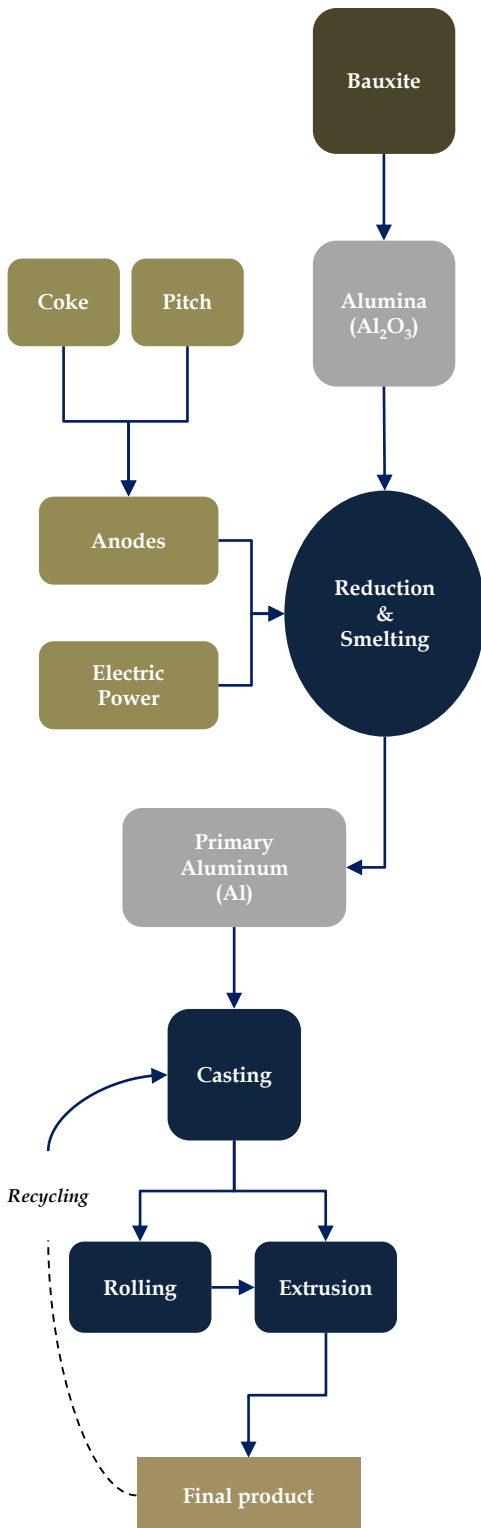 Bauxite
Coke
Pitch
Alumina
(Al₂O₃)
Anodes
Reduction
&
Smelting
Electric
Power
Primary
Aluminum
(Al)
Casting
Recycling
Rolling
Extrusion
Final product